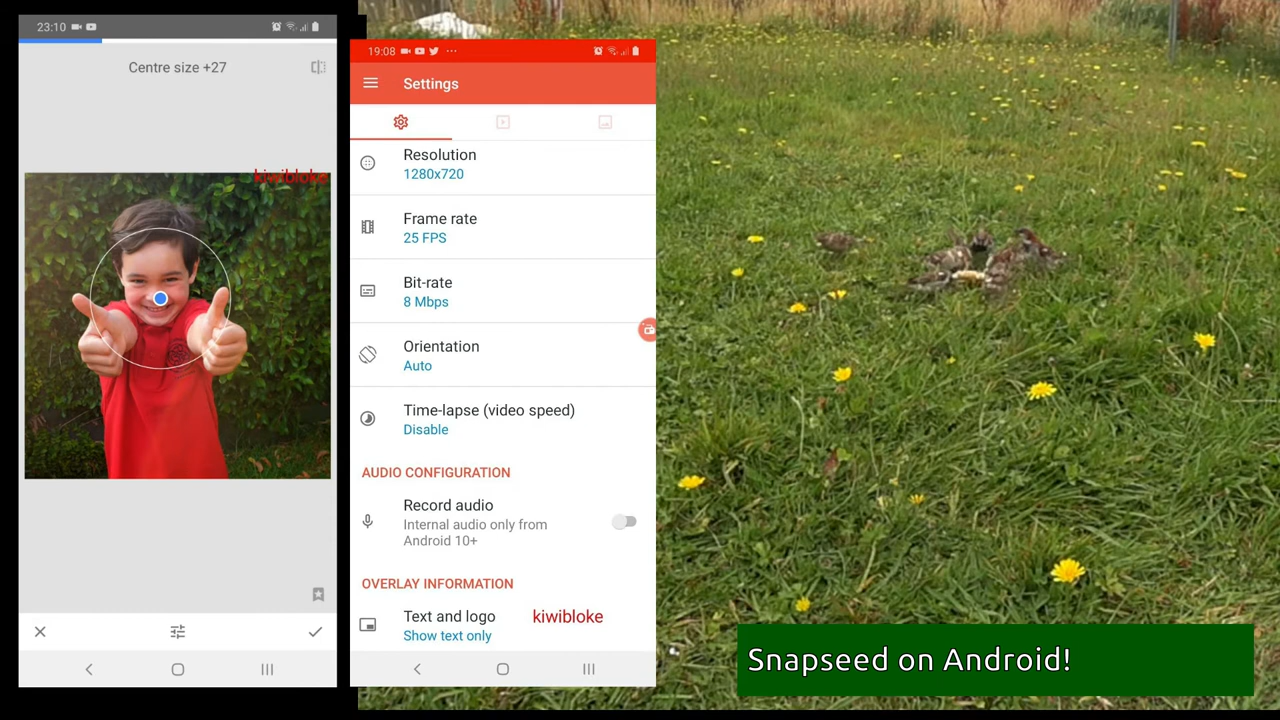 23:10
Centre size +27
kiwibloke
19:08
Settings
Resolution
1280x720
Frame rate
25 FPS
Bit-rate
8 Mbps
Orientation
Auto
Time-lapse (video speed)
Disable
AUDIO CONFIGURATION
Record audio
Internal audio only from
Android 10+
OVERLAY INFORMATION
Text and logo
kiwibloke
Show text only
Snapseed on Android!